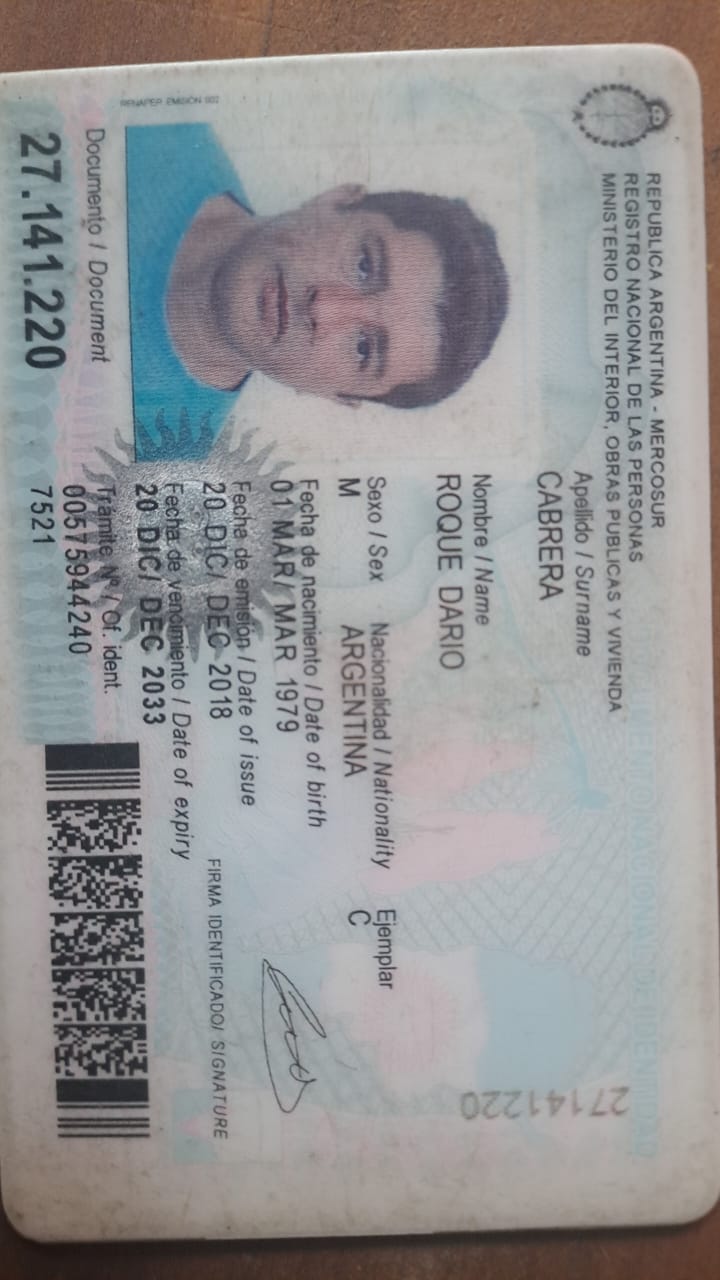 REPUBLICA ARGENTINA - MERCOSUR
REGISTRO NACIONAL DE LAS PERSONAS
MINISTERIO DEL INTERIOR, OBRAS PUBLICAS Y VIVIENDA
Apellido / Surname
CABRERA
Nombre / Name
ROQUE DARIO
Sexo / Sex Nacionalidad / Nationality Ejemplar
M ARGENTINA C
Fecha de nacimiento / Date of birth
01 MAR/ MAR 1979
Fecha de emisión / Date of issue
20 DIC/ DEC 2018
Fecha de vencimiento / Date of expiry
20 DIC/ DEC 2033
FIRMA IDENTIFICADO/ SIGNATURE
Documento / Document
27.141.220
Trámite Nº / Of. ident.
00575944240
7521
RENAPER EMISIÓN 002
27141220